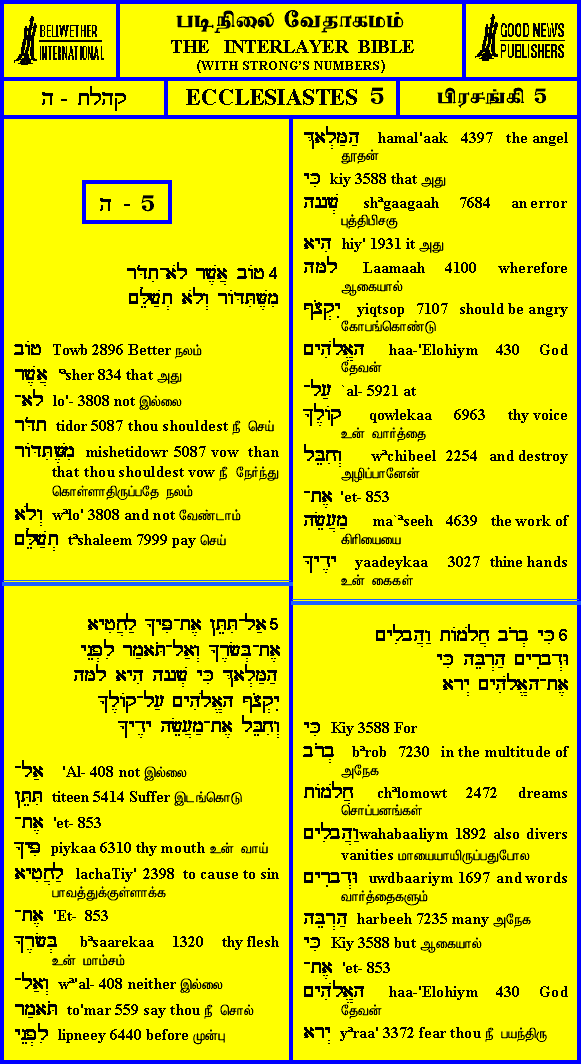 BELLWETHER
INTERNATIONAL
படிநிலை வேதாகமம்
THE INTERLAYER BIBLE
(WITH STRONG'S NUMBERS)
GOOD NEWS
PUBLISHERS
קהלת - ה
ECCLESIASTES 5
பிரசங்கி 5
ה - 5
4 טוֹב אֲשֶׁר לֹא־תִדֹּר
מִשֶּׁתִּדּוֹר וְלֹא תְשַׁלֵּם
טוֹב Towb 2896 Better நலம்
אֲשֶׁר ªsher 834 that அது
לֹא־ lo'- 3808 not இல்லை
תִדֹּר tidor 5087 thou shouldest நீ செய்
מִשֶּׁתִּדּוֹר mishetidowr 5087 vow than
that thou shouldest vow நீ நேர்ந்து
கொள்ளாதிருப்பதே நலம்
וְלֹא wªlo' 3808 and not வேண்டாம்
תְשַׁלֵּם tªshaleem 7999 pay செய்
5 אַל־תִּתֵּן אֶת־פִּיךָ לַחֲטִיא
אֶת־בְּשָׂרֶךָ וְאַל־תֹּאמַר לִפְנֵי
הַמַּלְאָךְ כִּי שְׁגָגָה הִיא לָמָּה
יִקְצֹף הָאֱלֹהִים עַל־קוֹלֶךָ
וְחִבֵּל אֶת־מַעֲשֵׂה יָדֶיךָ
אַל־ 'Al- 408 not இல்லை
תִּתֵּן titeen 5414 Suffer இடங்கொடு
אֶת־ 'et- 853
פִּיךָ piykaa 6310 thy mouth உன் வாய்
לַחֲטִיא lachaTiy' 2398 to cause to sin
பாவத்துக்குள்ளாக்க
אֶת־ 'Et- 853
בְּשָׂרֶךָ bªsaarekaa 1320 thy flesh
உன் மாம்சம்
וְאַל־ wª'al- 408 neither இல்லை
תֹּאמַר to'mar 559 say thou நீ சொல்
לִפְנֵי lipneey 6440 before முன்பு
הַמַּלְאָךְ hamal'aak 4397 the angel
தூதன்
כִּי kiy 3588 that அது
שְׁגָגָה shªgaagaah 7684 an error
புத்திபிசகு
הִיא hiy' 1931 it அது
לָמָּה Laamaah 4100 wherefore
ஆகையால்
יִקְצֹף yiqtsop 7107 should be angry
கோபங்கொண்டு
הָאֱלֹהִים haa-'Elohiym 430 God
தேவன்
עַל־ `al- 5921 at
קוֹלֶךָ qowlekaa 6963 thy voice
உன் வார்த்தை
וְחִבֵּל wªchibeel 2254 and destroy
அழிப்பானேன்
אֶת־ 'et- 853
מַעֲשֵׂה ma`ªseeh 4639 the work of
கிரியையை
יָדֶיךָ yaadeykaa 3027 thine hands
உன் கைகள்
6 כִּי בְרֹב חֲלֹמוֹת וַהֲבָלִים
וּדְבָרִים הַרְבֵּה כִּי
אֶת־הָאֱלֹהִים יְרָא
כִּי Kiy 3588 For
בְרֹב bªrob 7230 in the multitude of
அநேக
חֲלֹמוֹת chªlomowt 2472 dreams
சொப்பனங்கள்
וַהֲבָלִים wahabaaliym 1892 also divers
vanities மாயையாயிருப்பதுபோல
וּדְבָרִים uwdbaariym 1697 and words
வார்த்தைகளும்
הַרְבֵּה harbeeh 7235 many அநேக
כִּי Kiy 3588 but ஆகையால்
אֶת־ 'et- 853
הָאֱלֹהִים haa-'Elohiym 430 God
தேவன்
יְרָא yªraa' 3372 fear thou நீ பயந்திரு